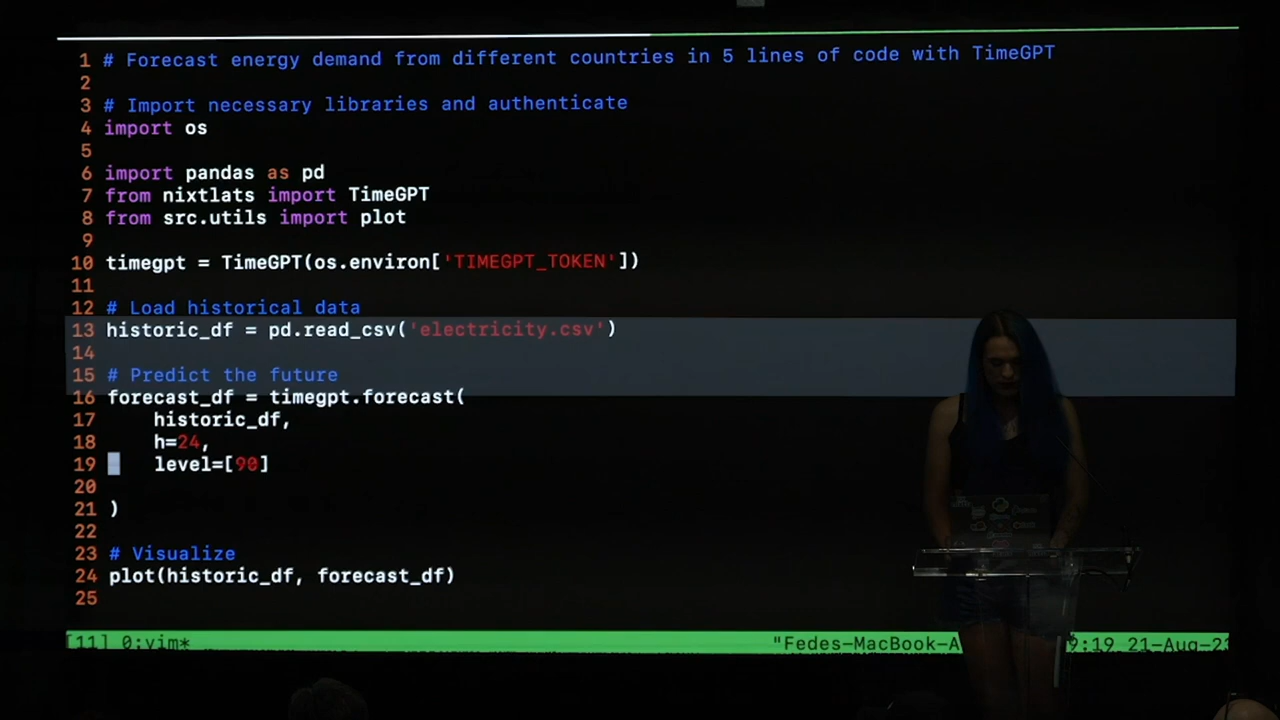 1 # Forecast energy demand from different countries in 5 lines of code with TimeGPT
2
3 # Import necessary libraries and authenticate
4 import os
5
6 import pandas as pd
7 from nixtlats import TimeGPT
8 from src.utils import plot
9
10 timegpt = TimeGPT(os.environ['TIMEGPT_TOKEN'])
11
12 # Load historical data
13 historic_df = pd.read_csv('electricity.csv')
14
15 # Predict the future
16 forecast_df = timegpt.forecast(
17 historic_df,
18 h=24,
19 level=[90]
20
21 )
22
23 # Visualize
24 plot(historic_df, forecast_df)
25
[11] 0:vim* "Fedes-MacBook-A 9:19 21-Aug-23